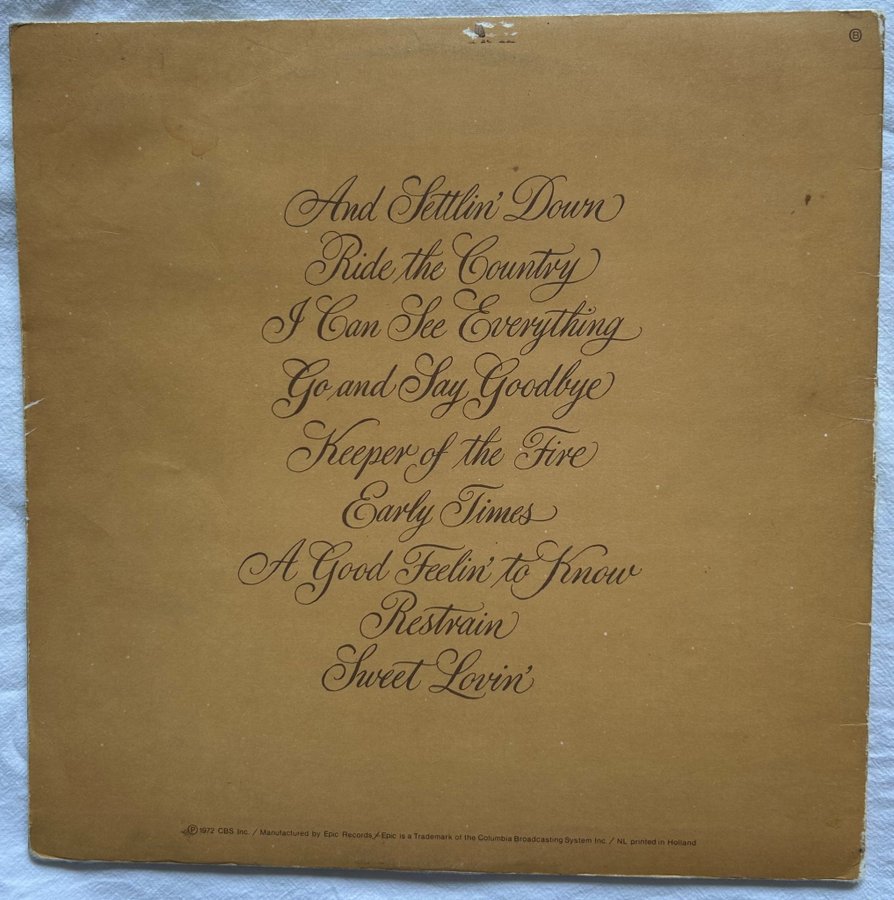 Ⓑ
And Settlin' Down
Ride the Country
I Can See Everything
Go and Say Goodbye
Keeper of the Fire
Early Times
A Good Feelin' to Know
Restrain
Sweet Lovin'
℗ 1972 CBS Inc. / Manufactured by Epic Records / Epic is a Trademark of the Columbia Broadcasting System Inc. / NL printed in Holland